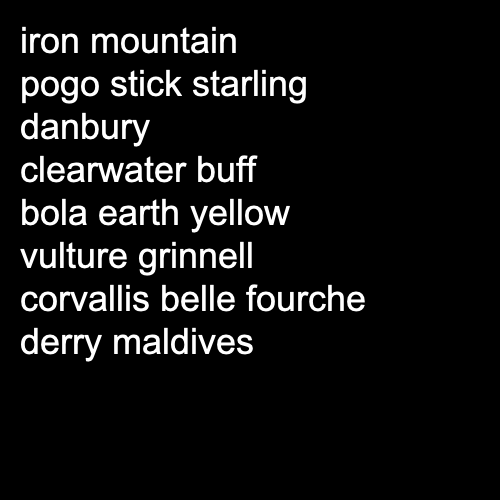 iron mountain
pogo stick starling
danbury
clearwater buff
bola earth yellow
vulture grinnell
corvallis belle fourche
derry maldives